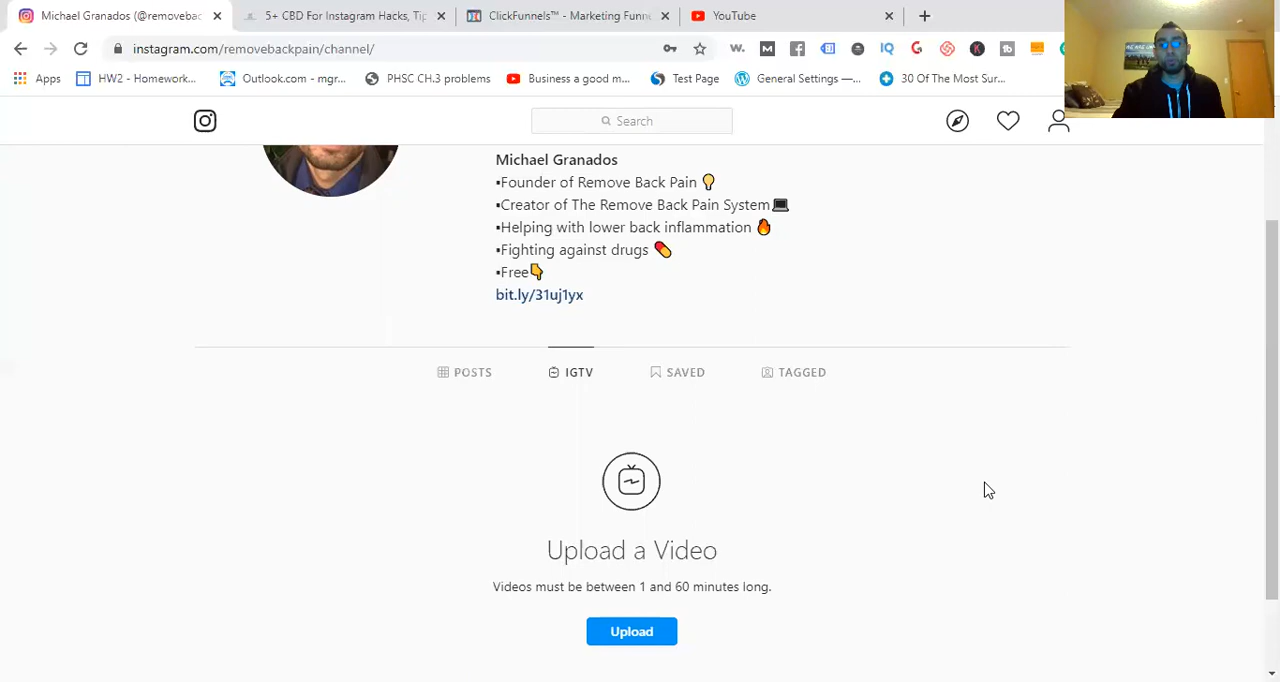 Michael Granados (@removebac
5+ CBD For Instagram Hacks, Tip
ClickFunnels™ - Marketing Funne
YouTube
instagram.com/removebackpain/channel/
Apps
HW2 - Homework...
Outlook.com - mgr...
PHSC CH.3 problems
Business a good m...
Test Page
General Settings —...
30 Of The Most Sur...
Search
Michael Granados
▪Founder of Remove Back Pain 💡
▪Creator of The Remove Back Pain System💻
▪Helping with lower back inflammation 🔥
▪Fighting against drugs 💊
▪Free👇
bit.ly/31uj1yx
POSTS
IGTV
SAVED
TAGGED
Upload a Video
Videos must be between 1 and 60 minutes long.
Upload